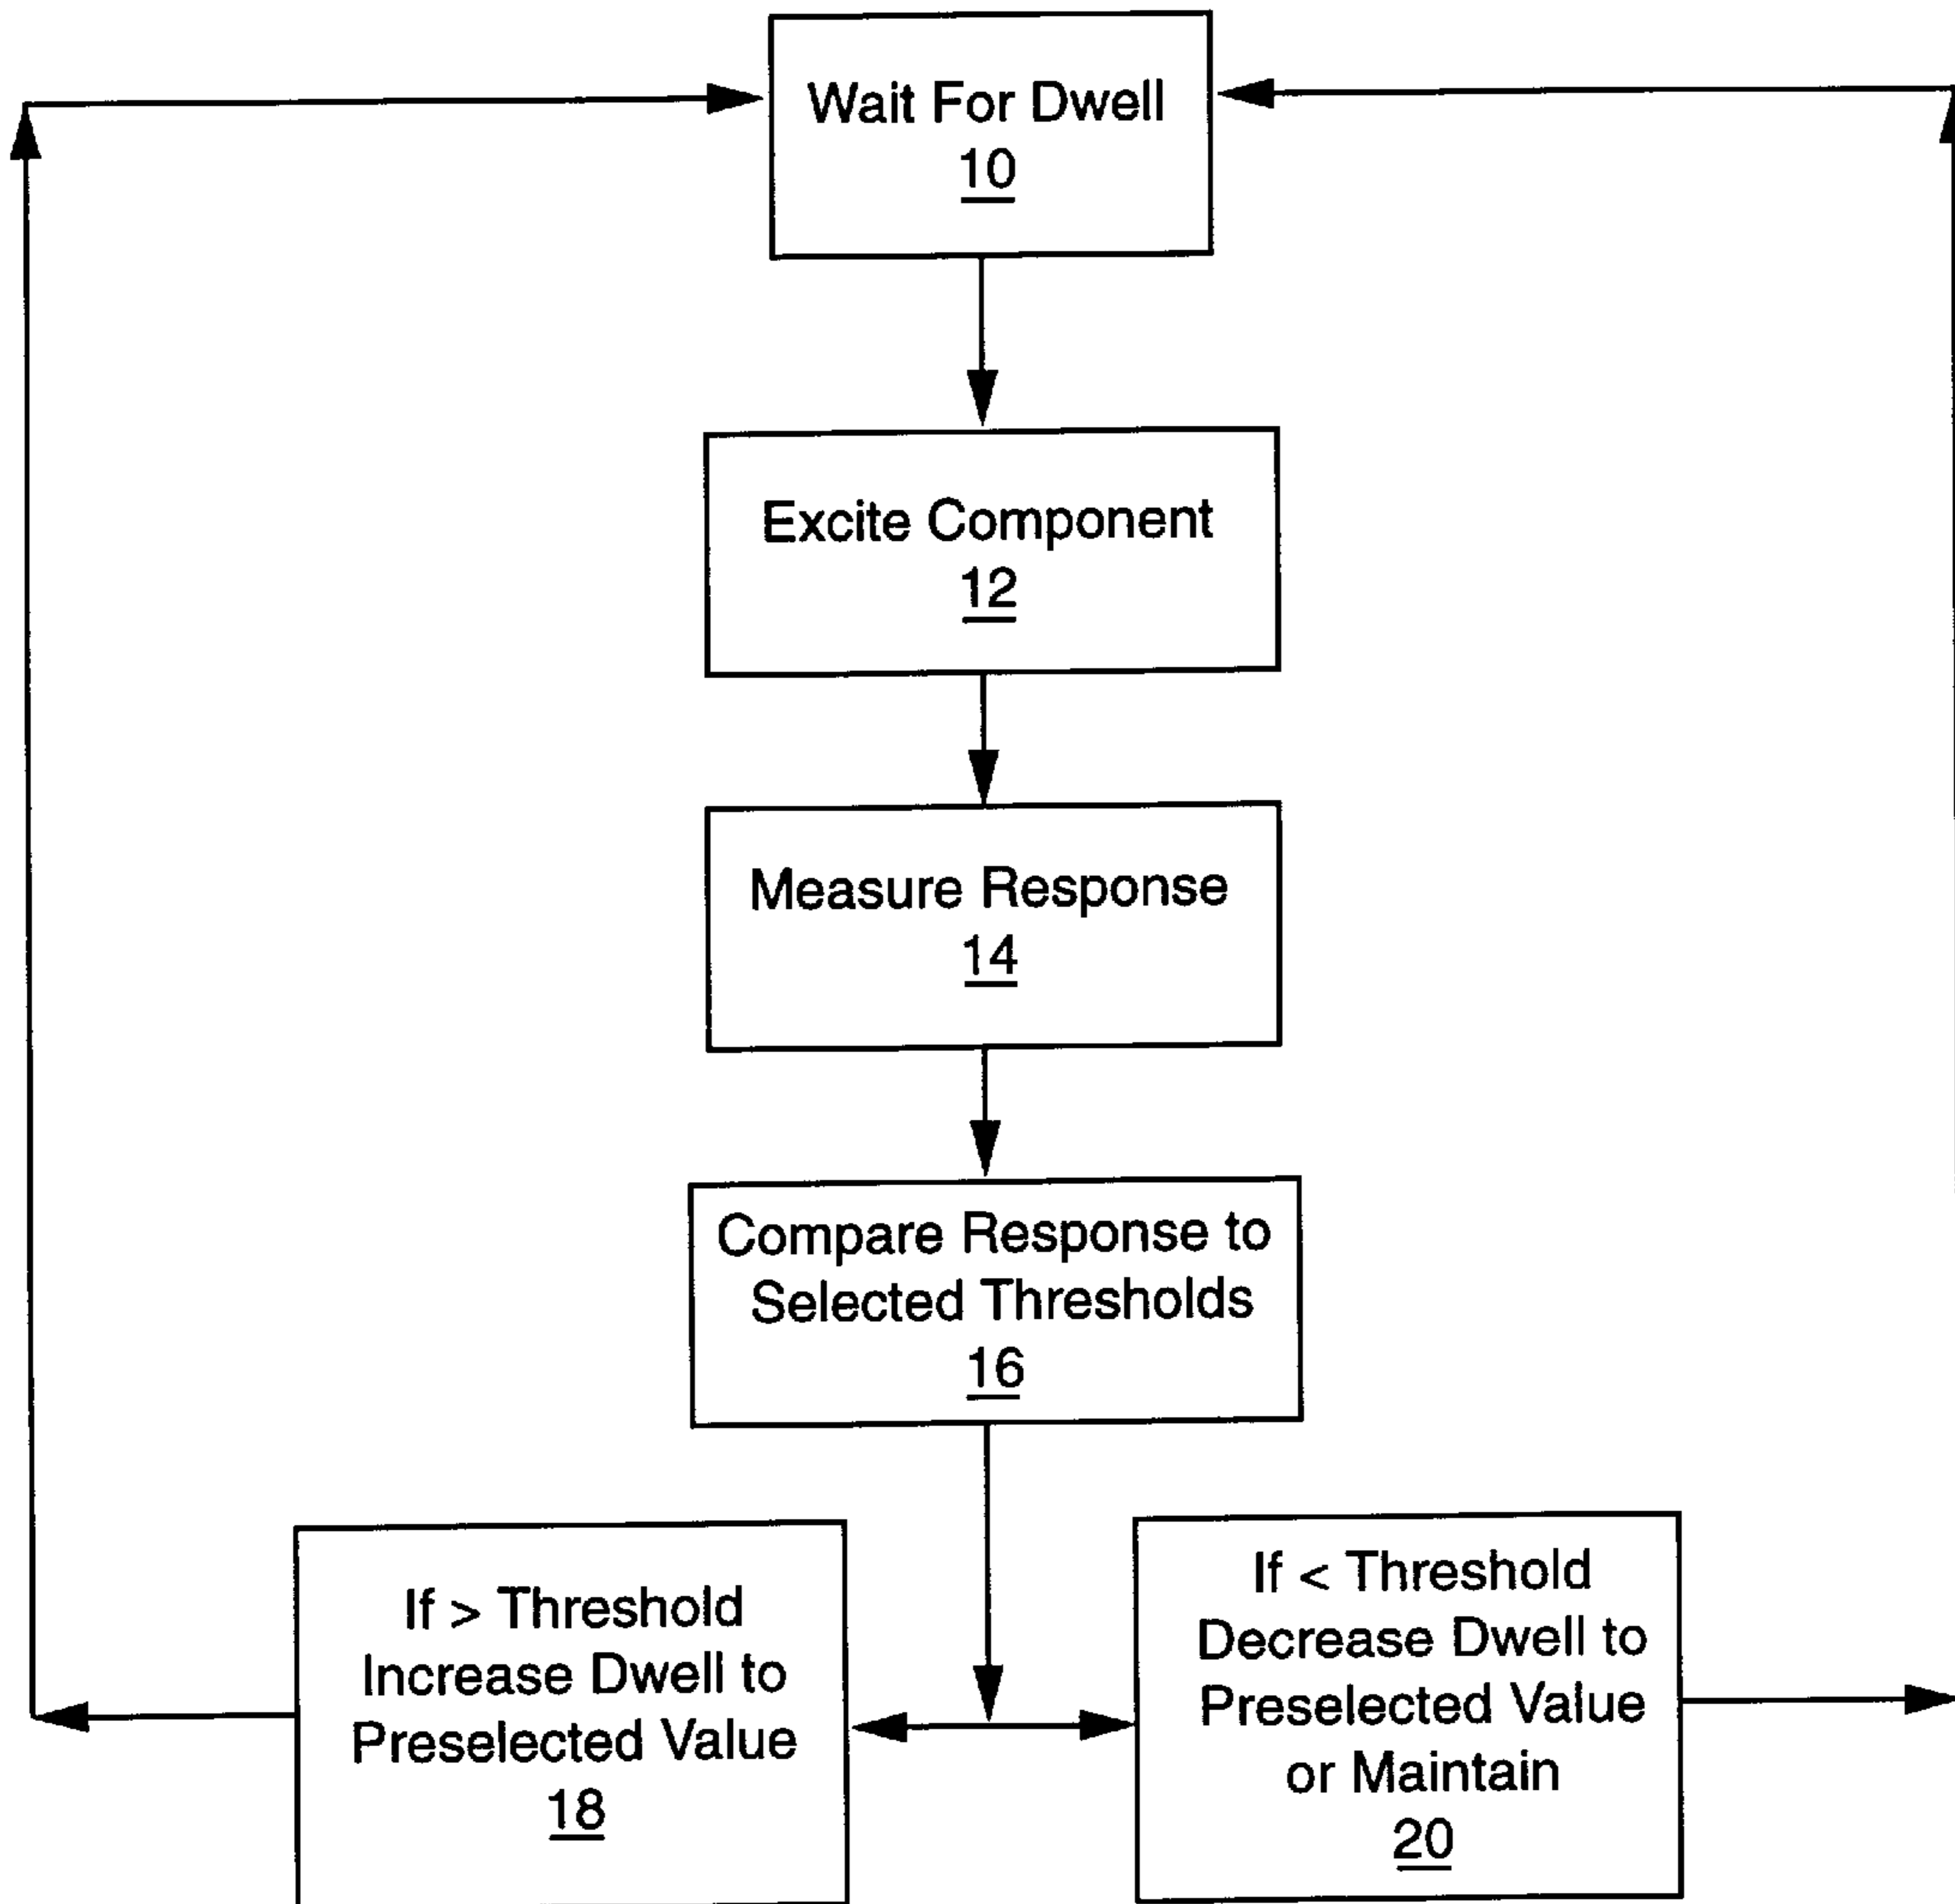 Wait For Dwell
10
Excite Component
12
Measure Response
14
Compare Response to
Selected Thresholds
16
If > Threshold
Increase Dwell to
Preselected Value
18
If < Threshold
Decrease Dwell to
Preselected Value
or Maintain
20